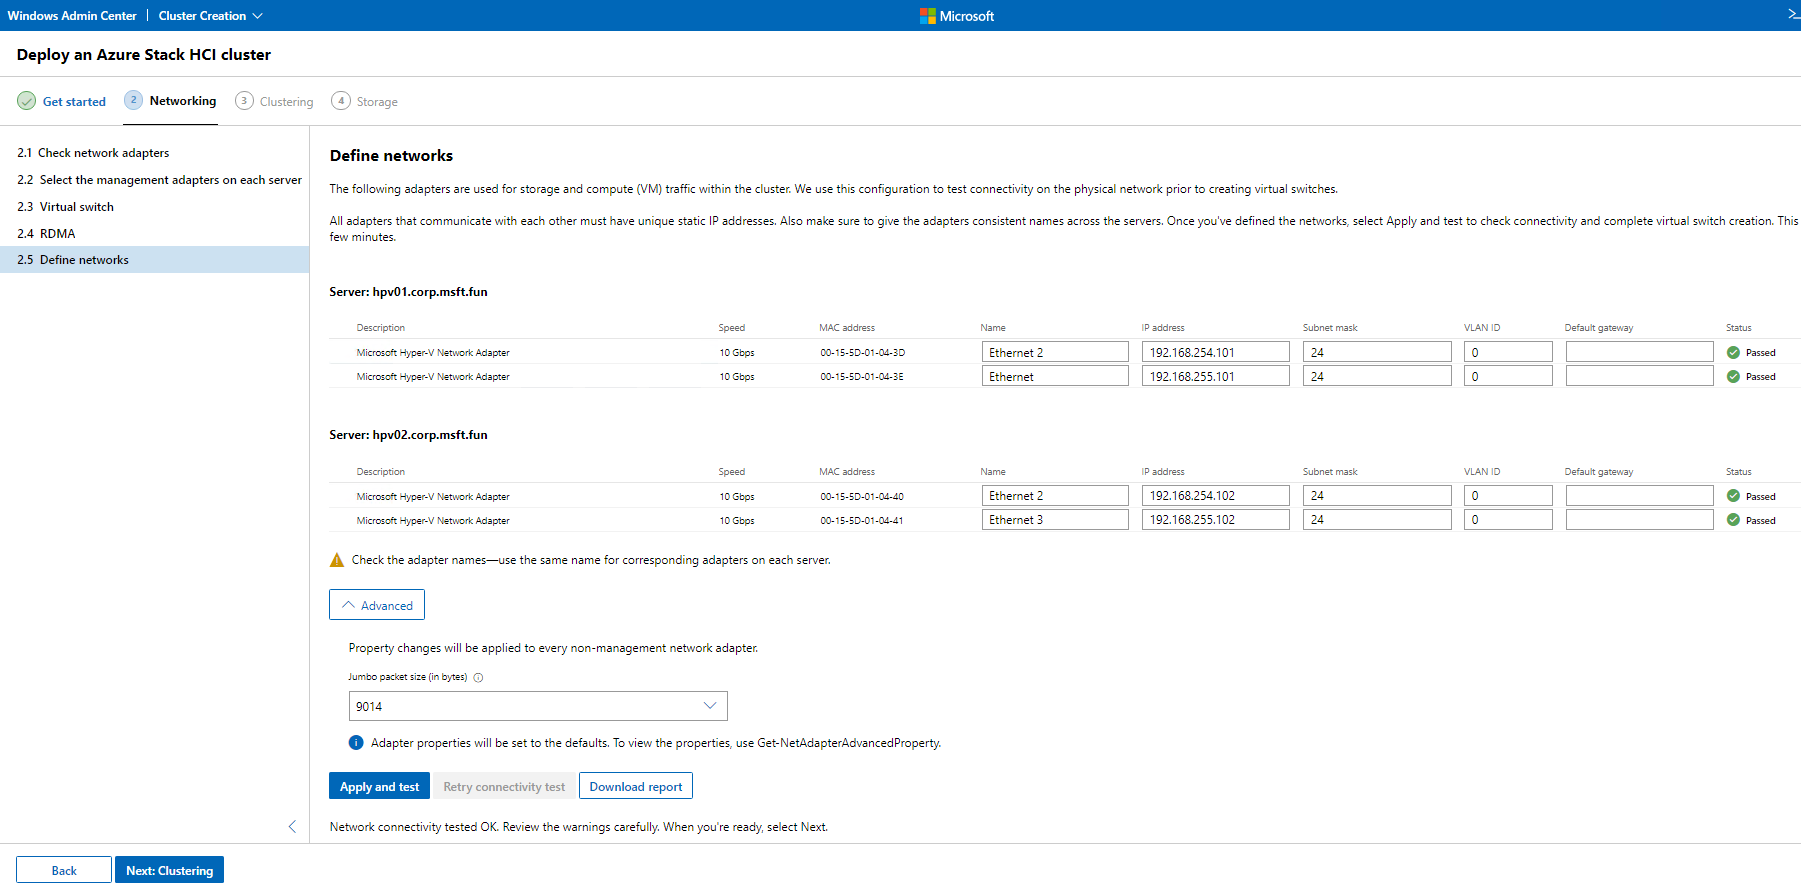 Windows Admin Center | Cluster Creation
Microsoft
Deploy an Azure Stack HCI cluster
Get started
2 Networking
3 Clustering
4 Storage
2.1 Check network adapters
2.2 Select the management adapters on each server
2.3 Virtual switch
2.4 RDMA
2.5 Define networks
Define networks
The following adapters are used for storage and compute (VM) traffic within the cluster. We use this configuration to test connectivity on the physical network prior to creating virtual switches.
All adapters that communicate with each other must have unique static IP addresses. Also make sure to give the adapters consistent names across the servers. Once you've defined the networks, select Apply and test to check connectivity and complete virtual switch creation. This
few minutes.
Server: hpv01.corp.msft.fun
Description Speed MAC address Name IP address Subnet mask VLAN ID Default gateway Status
Microsoft Hyper-V Network Adapter 10 Gbps 00-15-5D-01-04-3D Ethernet 2 192.168.254.101 24 0 Passed
Microsoft Hyper-V Network Adapter 10 Gbps 00-15-5D-01-04-3E Ethernet 192.168.255.101 24 0 Passed
Server: hpv02.corp.msft.fun
Description Speed MAC address Name IP address Subnet mask VLAN ID Default gateway Status
Microsoft Hyper-V Network Adapter 10 Gbps 00-15-5D-01-04-40 Ethernet 2 192.168.254.102 24 0 Passed
Microsoft Hyper-V Network Adapter 10 Gbps 00-15-5D-01-04-41 Ethernet 3 192.168.255.102 24 0 Passed
Check the adapter names—use the same name for corresponding adapters on each server.
Advanced
Property changes will be applied to every non-management network adapter.
Jumbo packet size (in bytes)
9014
Adapter properties will be set to the defaults. To view the properties, use Get-NetAdapterAdvancedProperty.
Apply and test
Retry connectivity test
Download report
Network connectivity tested OK. Review the warnings carefully. When you're ready, select Next.
Back
Next: Clustering